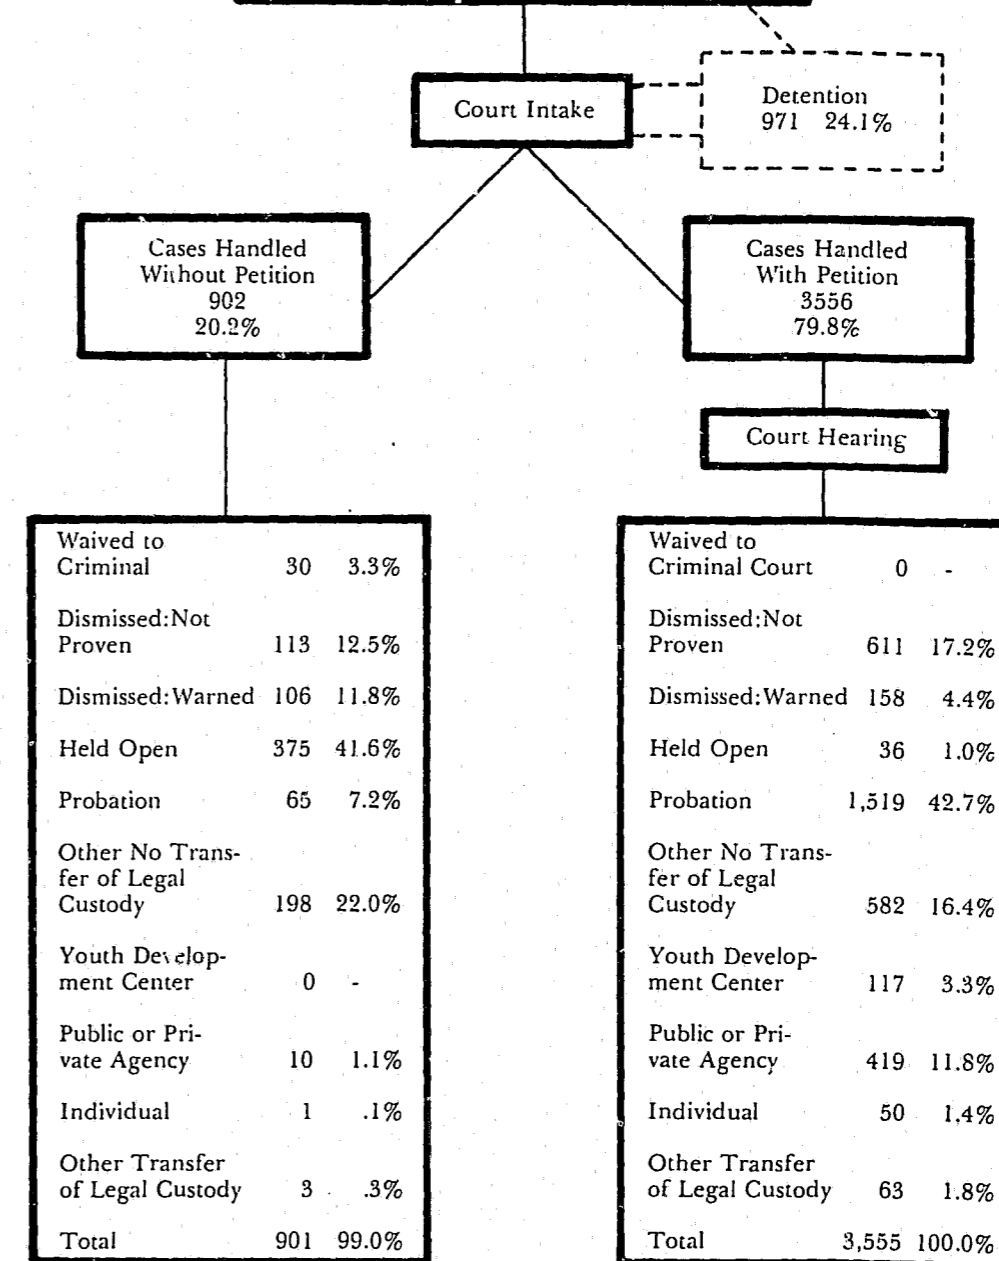 Court Intake
Detention
971 24.1%
Cases Handled
Without Petition
902
20.2%
Cases Handled
With Petition
3556
79.8%
Court Hearing
Waived to
Criminal 30 3.3%
Dismissed:Not
Proven 113 12.5%
Dismissed:Warned 106 11.8%
Held Open 375 41.6%
Probation 65 7.2%
Other No Trans-
fer of Legal
Custody 198 22.0%
Youth Develop-
ment Center 0 -
Public or Pri-
vate Agency 10 1.1%
Individual 1 .1%
Other Transfer
of Legal Custody 3 .3%
Total 901 99.0%
Waived to
Criminal Court 0 -
Dismissed:Not
Proven 611 17.2%
Dismissed:Warned 158 4.4%
Held Open 36 1.0%
Probation 1,519 42.7%
Other No Trans-
fer of Legal
Custody 582 16.4%
Youth Develop-
ment Center 117 3.3%
Public or Pri-
vate Agency 419 11.8%
Individual 50 1.4%
Other Transfer
of Legal Custody 63 1.8%
Total 3,555 100.0%